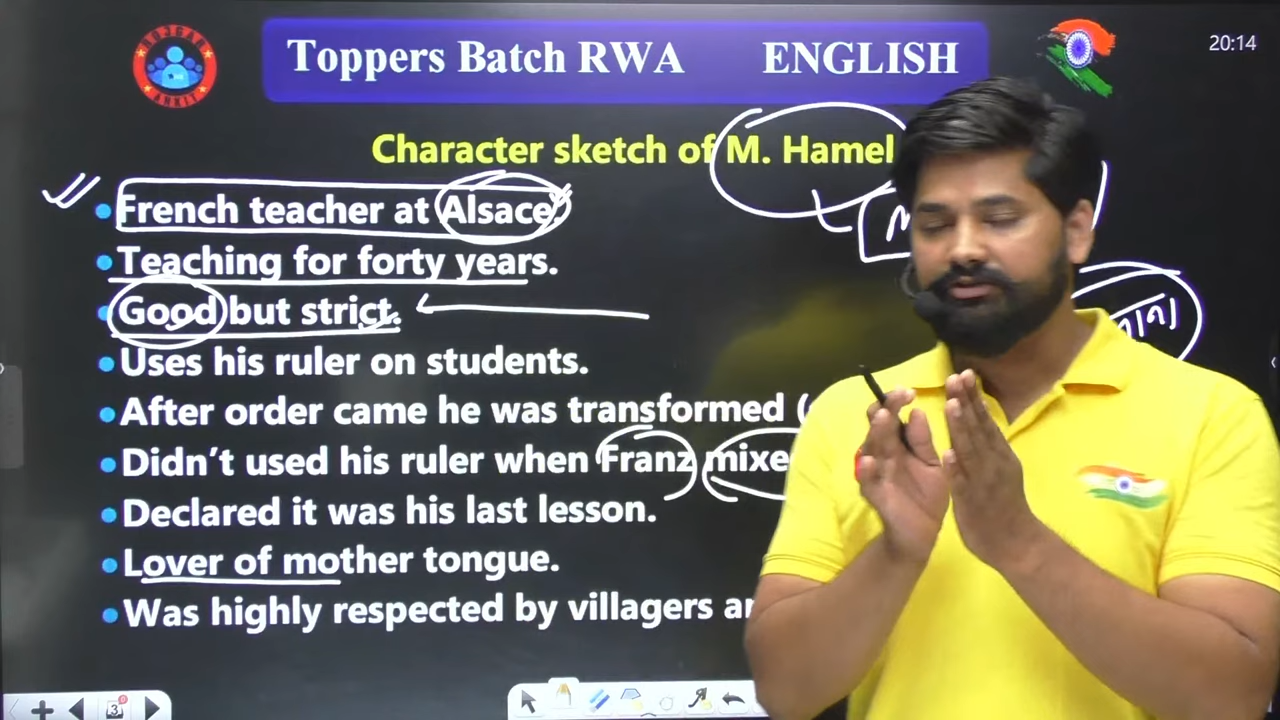 Toppers Batch RWA ENGLISH
20:14
ANKIT
Character sketch of M. Hamel
• French teacher at Alsace.
• Teaching for forty years.
• Good but strict.
• Uses his ruler on students.
• After order came he was transformed (
• Didn't used his ruler when Franz mixe
• Declared it was his last lesson.
• Lover of mother tongue.
• Was highly respected by villagers
3